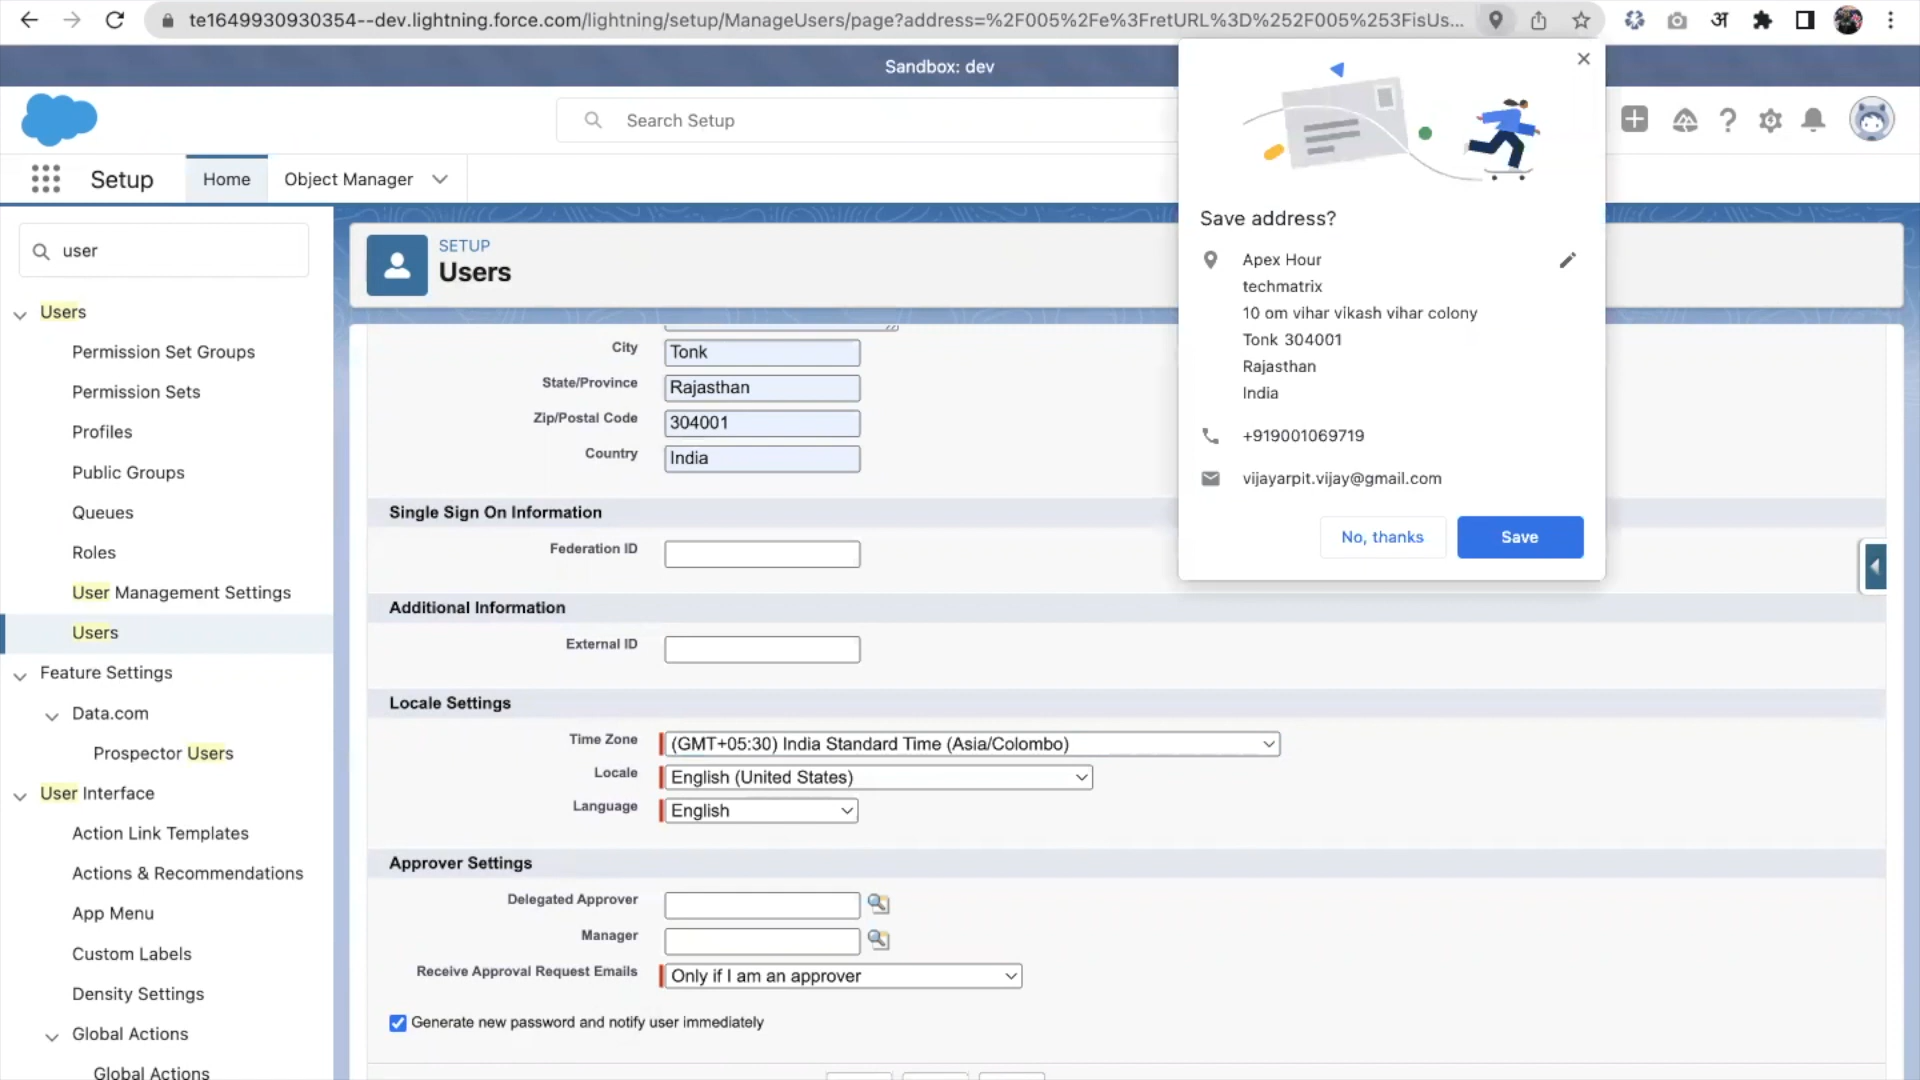 te1649930930354--dev.lightning.force.com/lightning/setup/ManageUsers/page?address=%2F005%2Fe%3FretURL%3D%252F005%253FisUs...
अ
Sandbox: dev
Search Setup
Setup
Home
Object Manager
user
Users
Permission Set Groups
Permission Sets
Profiles
Public Groups
Queues
Roles
User Management Settings
Users
Feature Settings
Data.com
Prospector Users
User Interface
Action Link Templates
Actions & Recommendations
App Menu
Custom Labels
Density Settings
Global Actions
Global Actions
SETUP
Users
City
Tonk
State/Province
Rajasthan
Zip/Postal Code
304001
Country
India
Single Sign On Information
Federation ID
Additional Information
External ID
Locale Settings
Time Zone
(GMT+05:30) India Standard Time (Asia/Colombo)
Locale
English (United States)
Language
English
Approver Settings
Delegated Approver
Manager
Receive Approval Request Emails
Only if I am an approver
Generate new password and notify user immediately
Save address?
Apex Hour
techmatrix
10 om vihar vikash vihar colony
Tonk 304001
Rajasthan
India
+919001069719
vijayarpit.vijay@gmail.com
No, thanks
Save